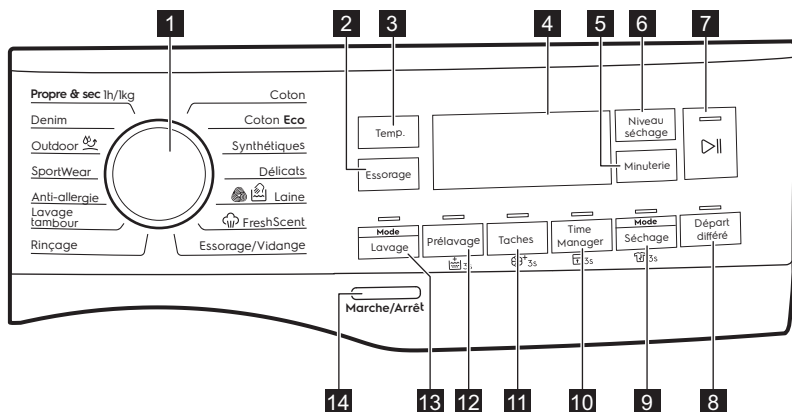 1
2
3
4
5
6
7
Propre & sec 1h/1kg
Denim
Outdoor
SportWear
Anti-allergie
Lavage
tambour
Rinçage
Coton
Coton Eco
Synthétiques
Délicats
Laine
FreshScent
Essorage/Vidange
Temp.
Essorage
Niveau
séchage
Minuterie
Mode
Lavage
Prélavage
3s
Taches
3s
Time
Manager
3s
Mode
Séchage
3s
Départ
différé
Marche/Arrêt
14
13
12
11
10
9
8